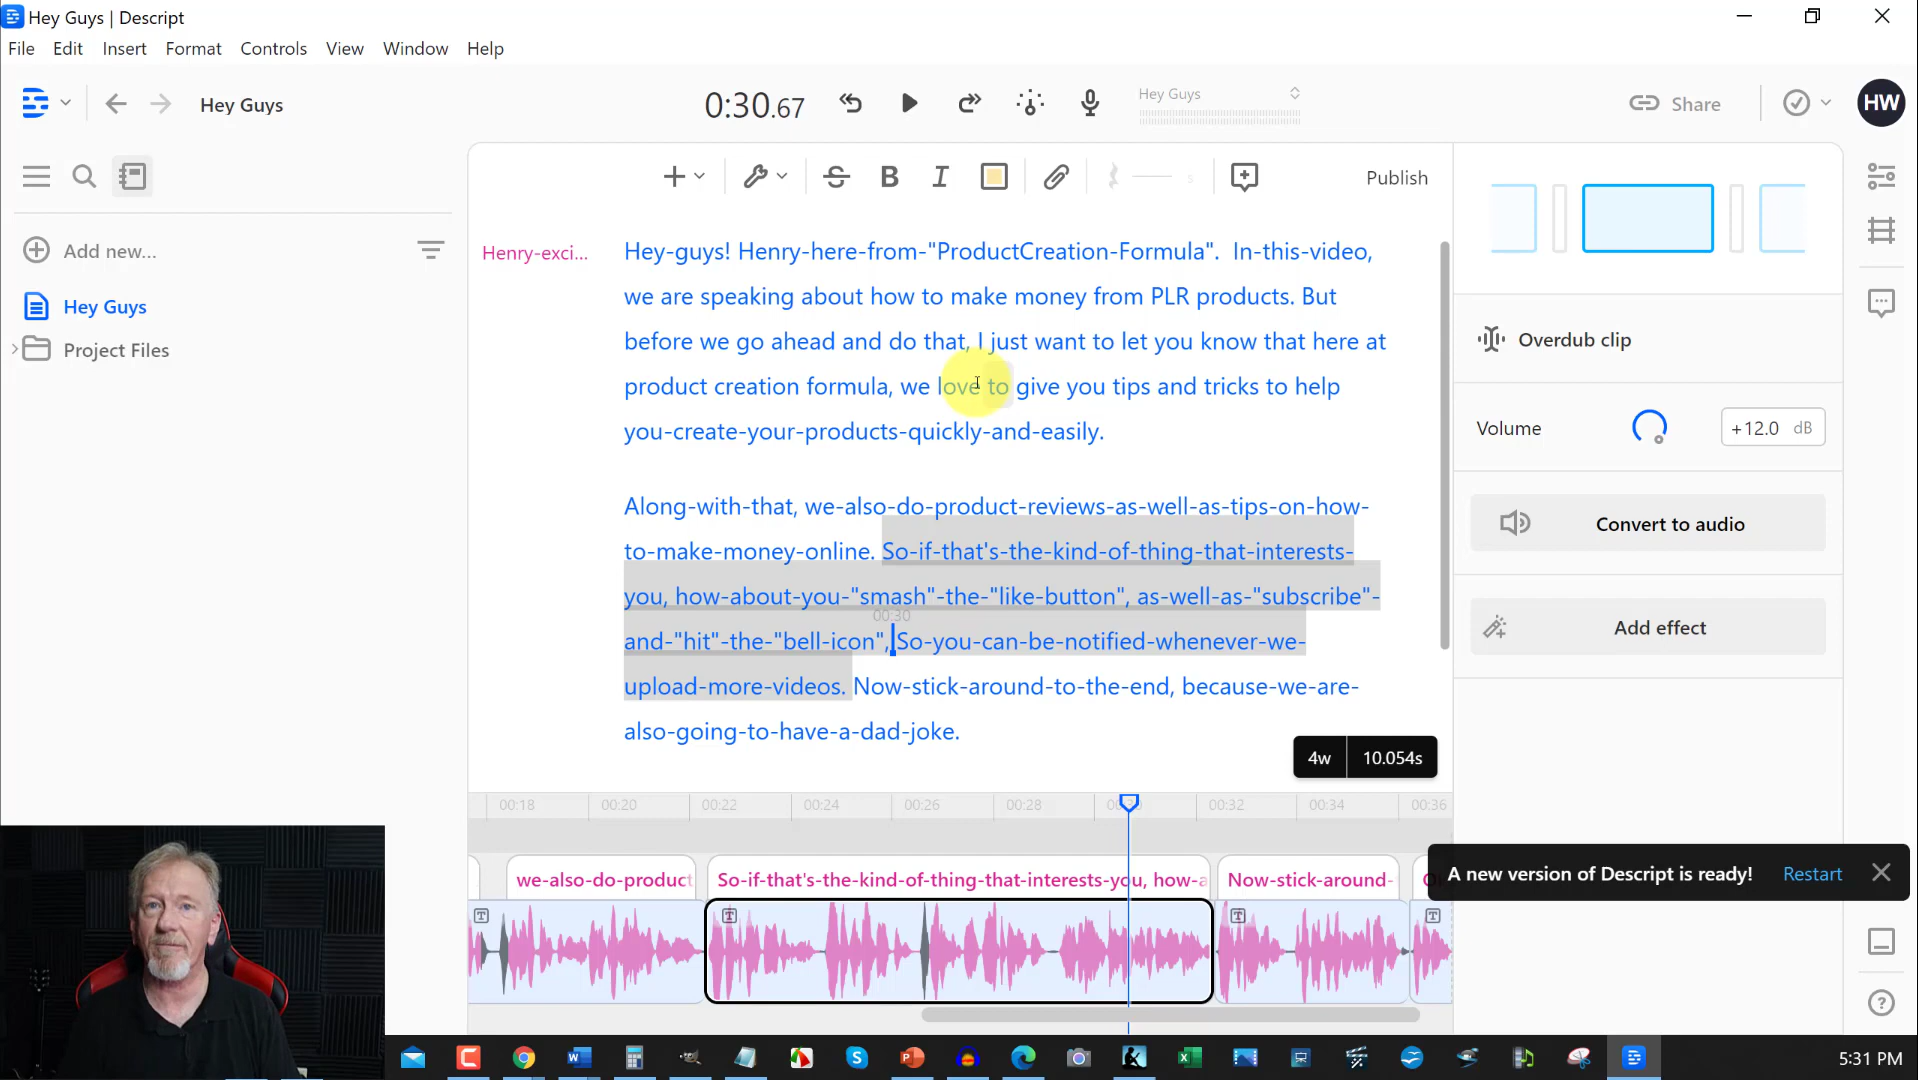 Hey Guys | Descript
File Edit Insert Format Controls View Window Help
Hey Guys
0:30.67
Hey Guys
Share
HW
B I
s
Publish
Add new...
Hey Guys
Project Files
Henry-exci...
Hey-guys! Henry-here-from-"ProductCreation-Formula". In-this-video,
we are speaking about how to make money from PLR products. But
before we go ahead and do that, I just want to let you know that here at
product creation formula, we love to give you tips and tricks to help
you-create-your-products-quickly-and-easily.
Along-with-that, we-also-do-product-reviews-as-well-as-tips-on-how-
to-make-money-online. So-if-that's-the-kind-of-thing-that-interests-
you, how-about-you-"smash"-the-"like-button", as-well-as-"subscribe"-
00:30
and-"hit"-the-"bell-icon", So-you-can-be-notified-whenever-we-
upload-more-videos. Now-stick-around-to-the-end, because-we-are-
also-going-to-have-a-dad-joke.
4w 10.054s
Overdub clip
Volume +12.0 dB
Convert to audio
Add effect
00:18 00:20 00:22 00:24 00:26 00:28 00:32 00:34 00:36
we-also-do-product
So-if-that's-the-kind-of-thing-that-interests-you, how-a
Now-stick-around-
A new version of Descript is ready! Restart
T T T T
5:31 PM